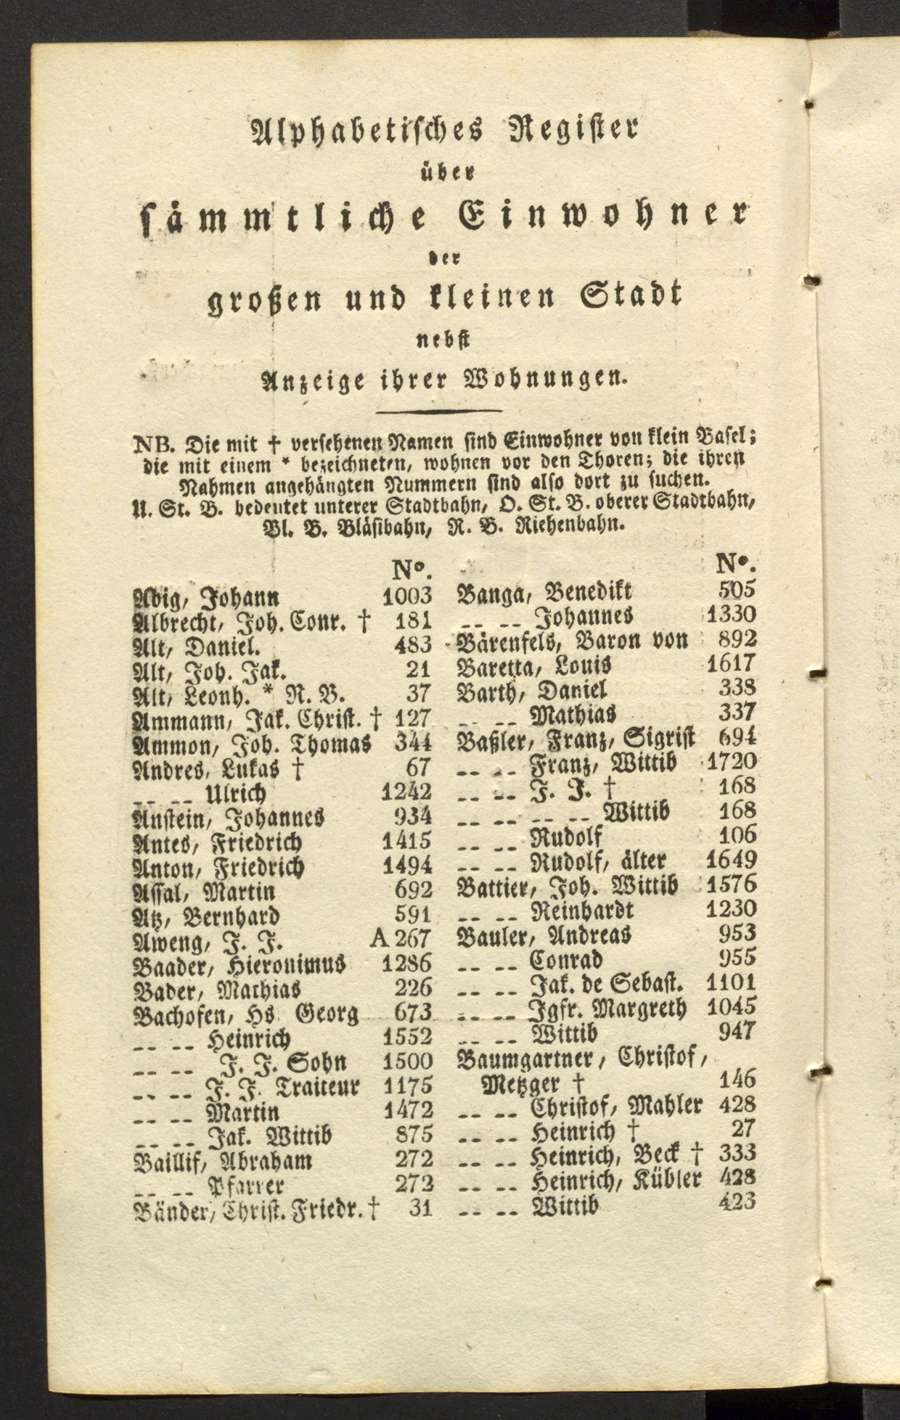 Alphabetisches Register
über
sämmtliche Einwohner
der
großen und kleinen Stadt
nebst
Anzeige ihrer Wohnungen.
NB. Die mit † versehenen Namen sind Einwohner von klein Basel;
die mit einem * bezeichneten, wohnen vor den Thoren; die ihren
Nahmen angehängten Nummern sind also dort zu suchen.
U. St. B. bedeutet unterer Stadtbahn, O. St. B. oberer Stadtbahn,
Bl. B. Bläsibahn, R. B. Riehenbahn.
N°.
Abig, Johann 1003
Albrecht, Joh. Conr. † 181
Alt, Daniel. 483
Alt, Joh. Jak. 21
Alt, Leonh. * R. B. 37
Ammann, Jak. Christ. † 127
Ammon, Joh. Thomas 344
Andres, Lukas † 67
-- -- Ulrich 1242
Anstein, Johannes 934
Antes, Friedrich 1415
Anton, Friedrich 1494
Assal, Martin 692
Atz, Bernhard 591
Aweng, J. J. A 267
Baader, Hieronimus 1286
Bader, Mathias 226
Bachofen, Hs Georg 673
-- -- Heinrich 1552
-- -- J. J. Sohn 1500
-- -- J. J. Traiteur 1175
-- -- Martin 1472
-- -- Jak. Wittib 875
Baillif, Abraham 272
-- -- Pfarrer 272
Bänder, Christ. Friedr. † 31
N°.
Banga, Benedikt 505
-- -- Johannes 1330
Bärenfels, Baron von 892
Baretta, Louis 1617
Barth, Daniel 338
-- -- Mathias 337
Baßler, Franz, Sigrist 694
-- -- Franz, Wittib 1720
-- -- J. J. † 168
-- -- -- -- Wittib 168
-- -- Rudolf 106
-- -- Rudolf, älter 1649
Battier, Joh. Wittib 1576
-- -- Reinhardt 1230
Bauler, Andreas 953
-- -- Conrad 955
-- -- Jak. de Sebast. 1101
-- -- Jgfr. Margreth 1045
-- -- Wittib 947
Baumgartner, Christof,
Metzger † 146
-- -- Christof, Mahler 428
-- -- Heinrich † 27
-- -- Heinrich, Beck † 333
-- -- Heinrich, Kübler 428
-- -- Wittib 423